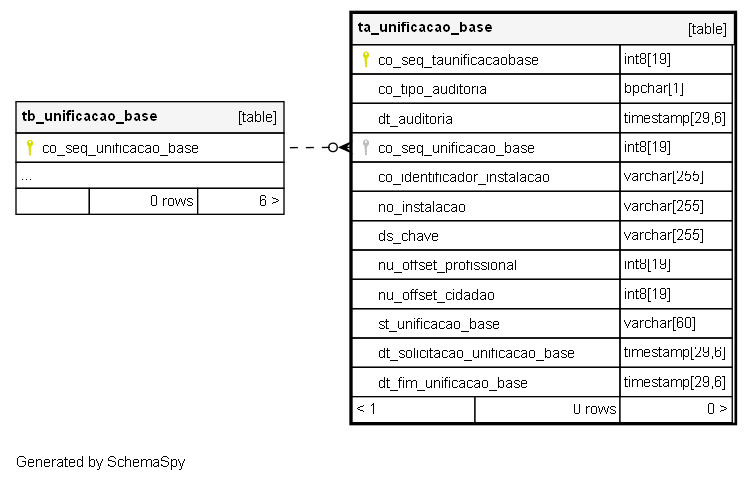 tb_unificacao_base [table]
co_seq_unificacao_base
...
0 rows 6 >
ta_unificacao_base [table]
co_seq_taunificacaobase int8[19]
co_tipo_auditoria bpchar[1]
dt_auditoria timestamp[29,6]
co_seq_unificacao_base int8[19]
co_identificador_instalacao varchar[255]
no_instalacao varchar[255]
ds_chave varchar[255]
nu_offset_profissional int8[19]
nu_offset_cidadao int8[19]
st_unificacao_base varchar[60]
dt_solicitacao_unificacao_base timestamp[29,6]
dt_fim_unificacao_base timestamp[29,6]
< 1 0 rows 0 >
Generated by SchemaSpy